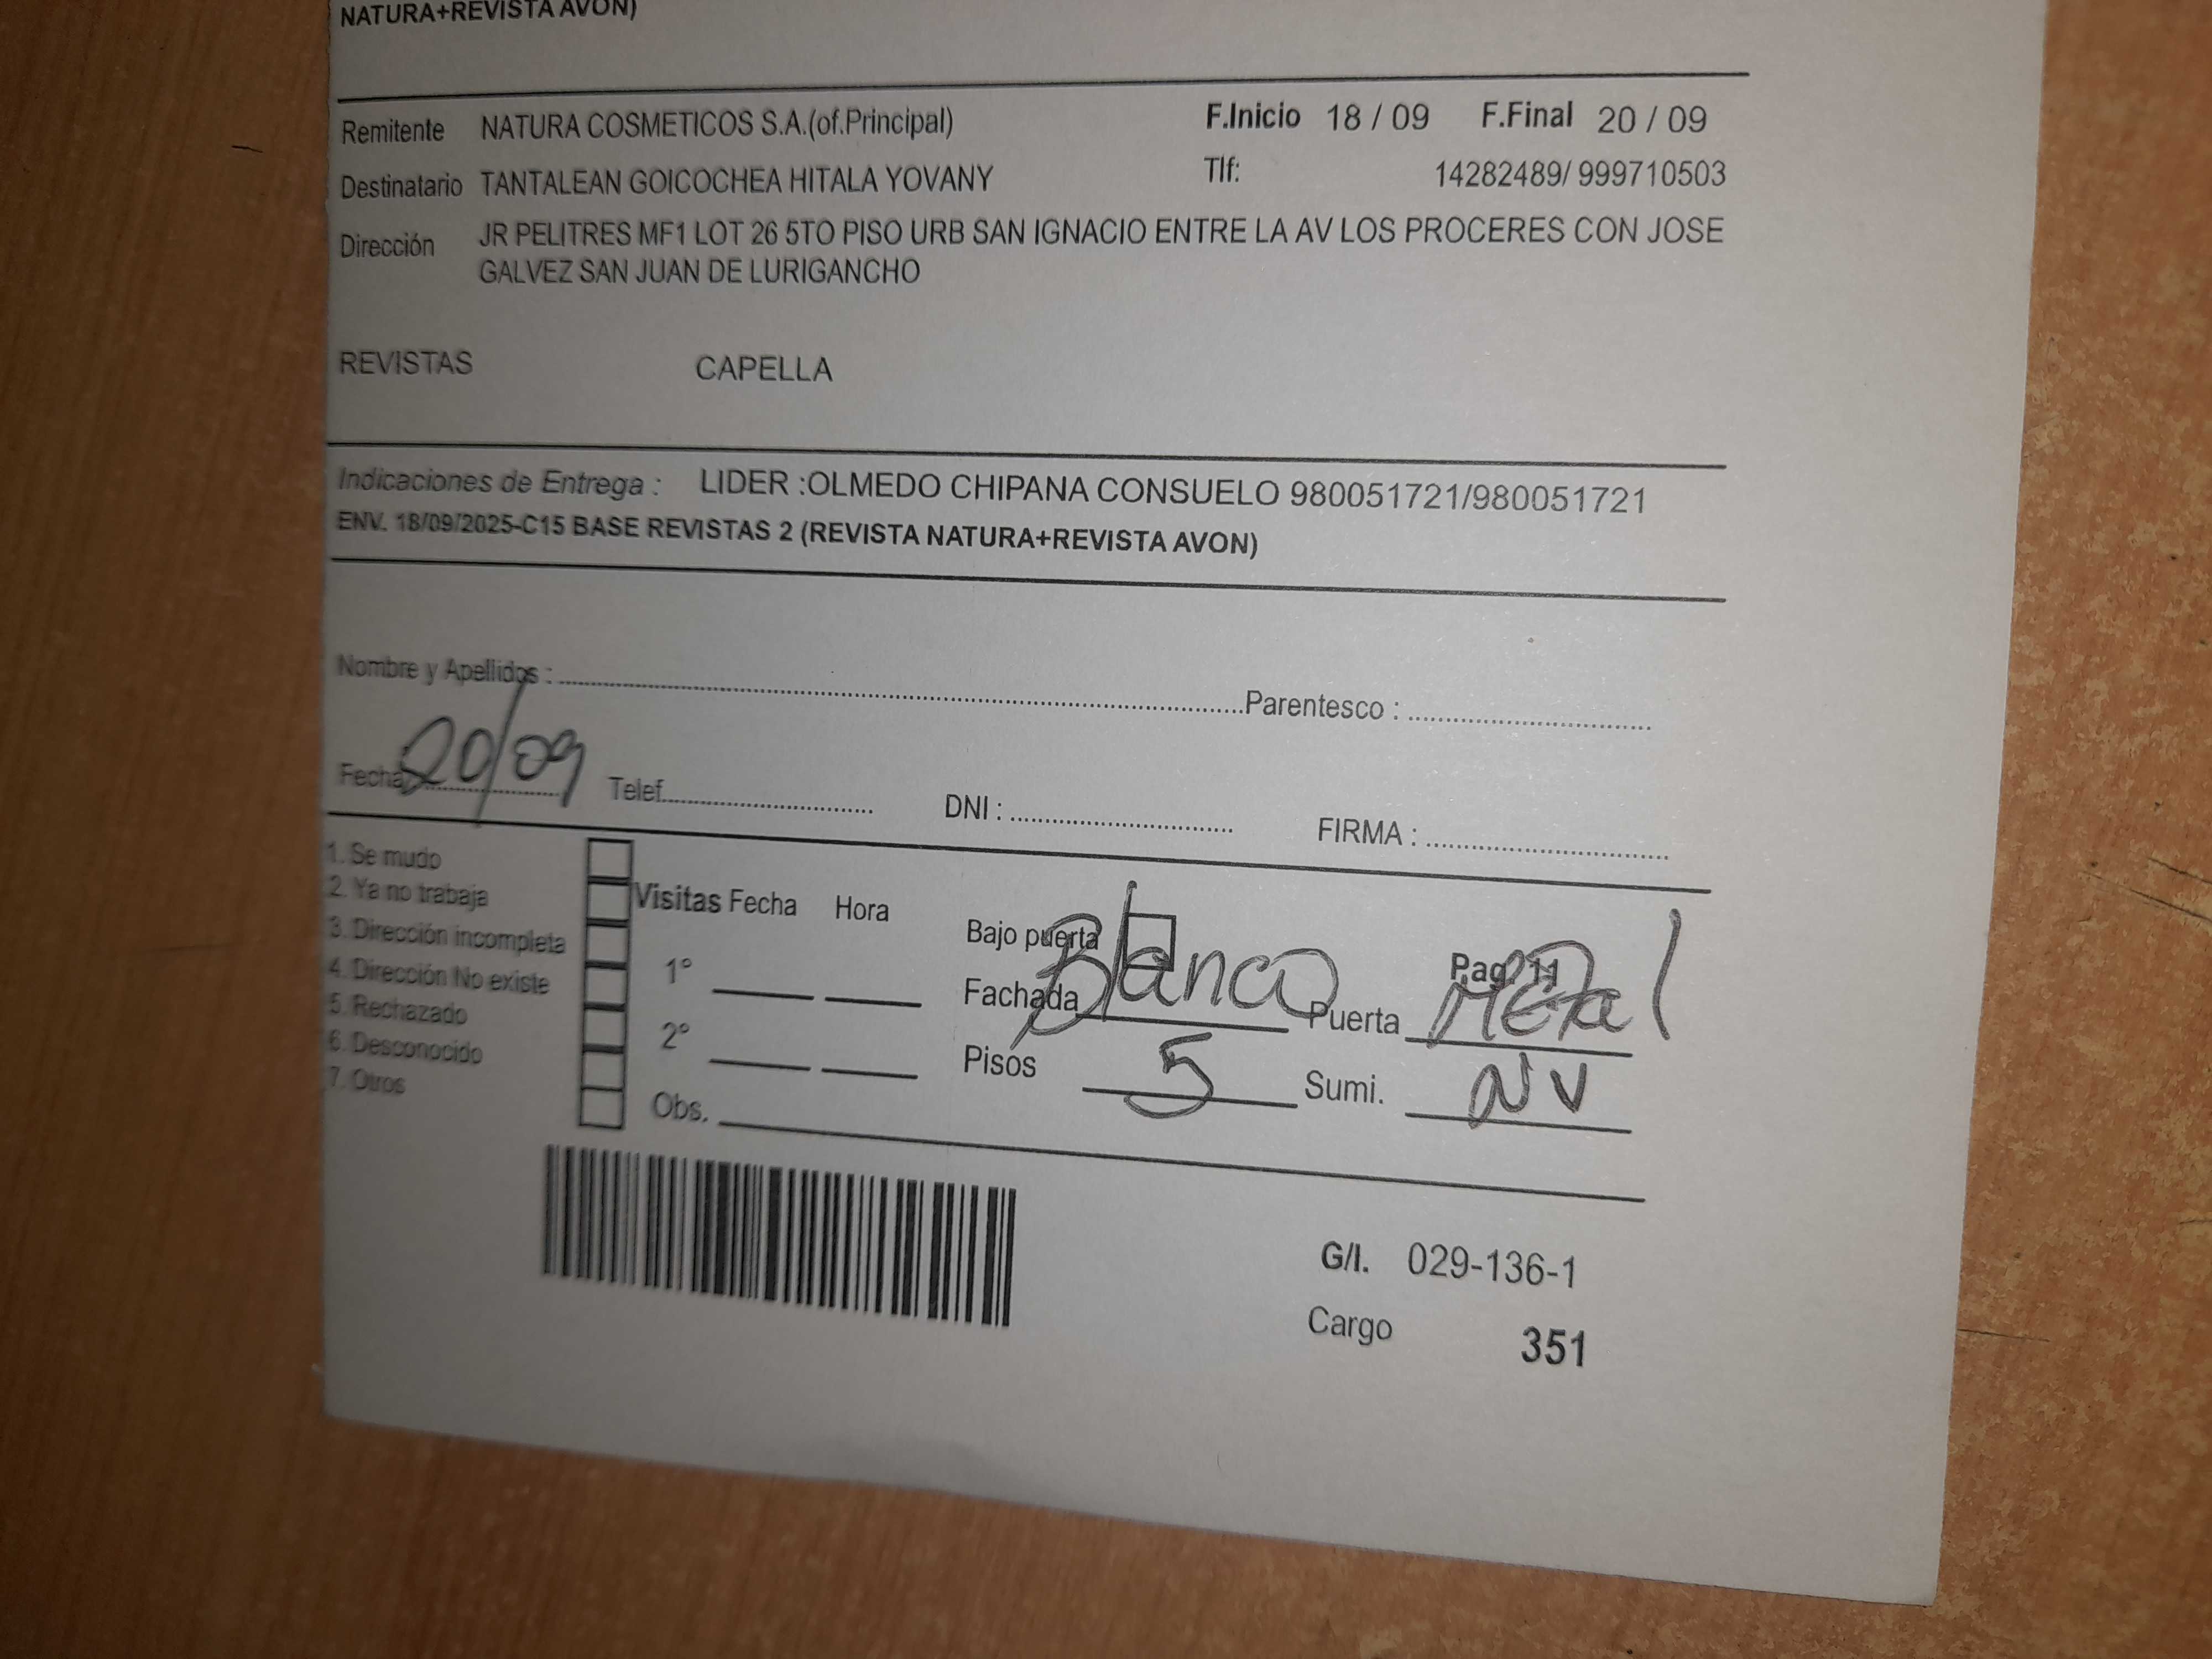 NATURA+REVISTA AVON)
Remitente NATURA COSMETICOS S.A.(of.Principal) F.Inicio 18 / 09 F.Final 20 / 09
Destinatario TANTALEAN GOICOCHEA HITALA YOVANY Tlf: 14282489/ 999710503
Dirección JR PELITRES MF1 LOT 26 5TO PISO URB SAN IGNACIO ENTRE LA AV LOS PROCERES CON JOSE
GALVEZ SAN JUAN DE LURIGANCHO
REVISTAS CAPELLA
Indicaciones de Entrega : LIDER :OLMEDO CHIPANA CONSUELO 980051721/980051721
ENV. 18/09/2025-C15 BASE REVISTAS 2 (REVISTA NATURA+REVISTA AVON)
Nombre y Apellidos : Parentesco :
Fecha 20/09 Telef. DNI : FIRMA :
1. Se mudo
2. Ya no trabaja
3. Dirección incompleta
4. Dirección No existe
5. Rechazado
6. Desconocido
7. Otros
Visitas Fecha Hora
1°
2°
Obs.
Bajo puerta Pag. 11
Fachada Blanco Puerta Metal
Pisos 5 Sumi. NV
G/I. 029-136-1
Cargo 351